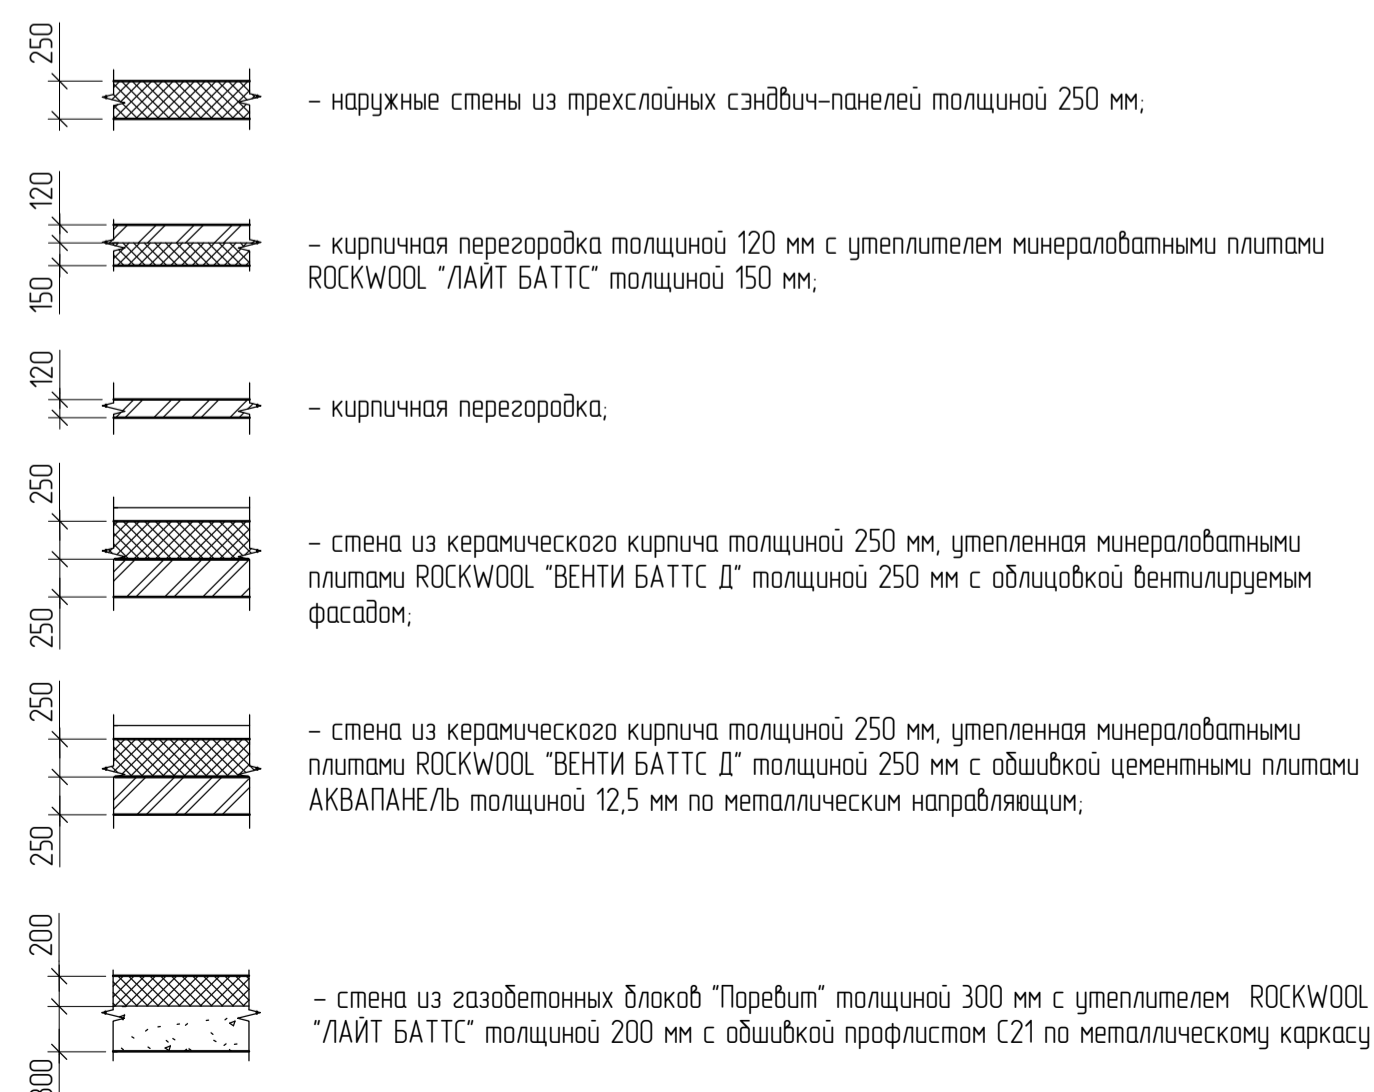 250
– наружные стены из трехслойных сэндвич-панелей толщиной 250 мм;
120
150
– кирпичная перегородка толщиной 120 мм с утеплителем минераловатными плитами
ROCKWOOL "ЛАЙТ БАТТС" толщиной 150 мм;
120
– кирпичная перегородка;
250
250
– стена из керамического кирпича толщиной 250 мм, утепленная минераловатными
плитами ROCKWOOL "ВЕНТИ БАТТС Д" толщиной 250 мм с облицовкой вентилируемым
фасадом;
250
250
– стена из керамического кирпича толщиной 250 мм, утепленная минераловатными
плитами ROCKWOOL "ВЕНТИ БАТТС Д" толщиной 250 мм с обшивкой цементными плитами
АКВАПАНЕЛЬ толщиной 12,5 мм по металлическим направляющим;
200
– стена из газобетонных блоков "Поревит" толщиной 300 мм с утеплителем ROCKWOOL
"ЛАЙТ БАТТС" толщиной 200 мм с обшивкой профлистом С21 по металлическому каркасу